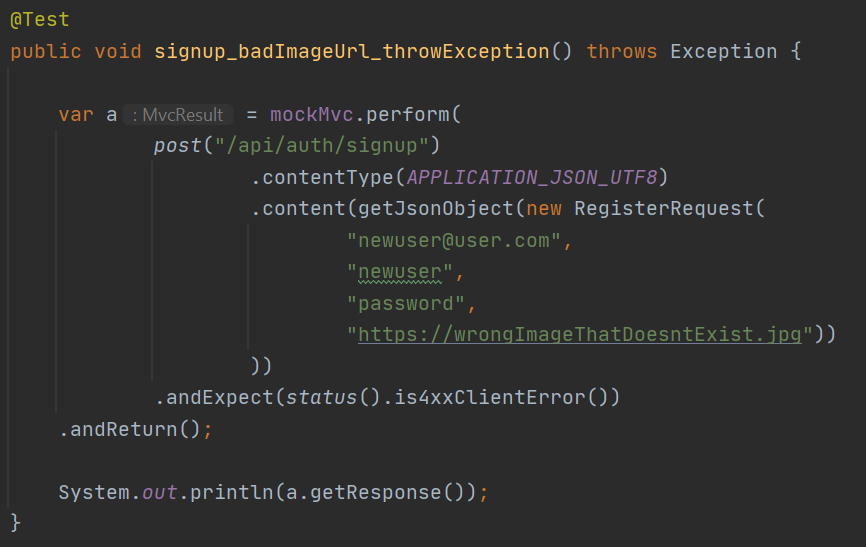 @Test
public void signup_badImageUrl_throwException() throws Exception {
var a : MvcResult = mockMvc.perform(
post("/api/auth/signup")
.contentType(APPLICATION_JSON_UTF8)
.content(getJsonObject(new RegisterRequest(
"newuser@user.com",
"newuser",
"password",
"https://wrongImageThatDoesntExist.jpg"))
))
.andExpect(status().is4xxClientError())
.andReturn();
System.out.println(a.getResponse());
}